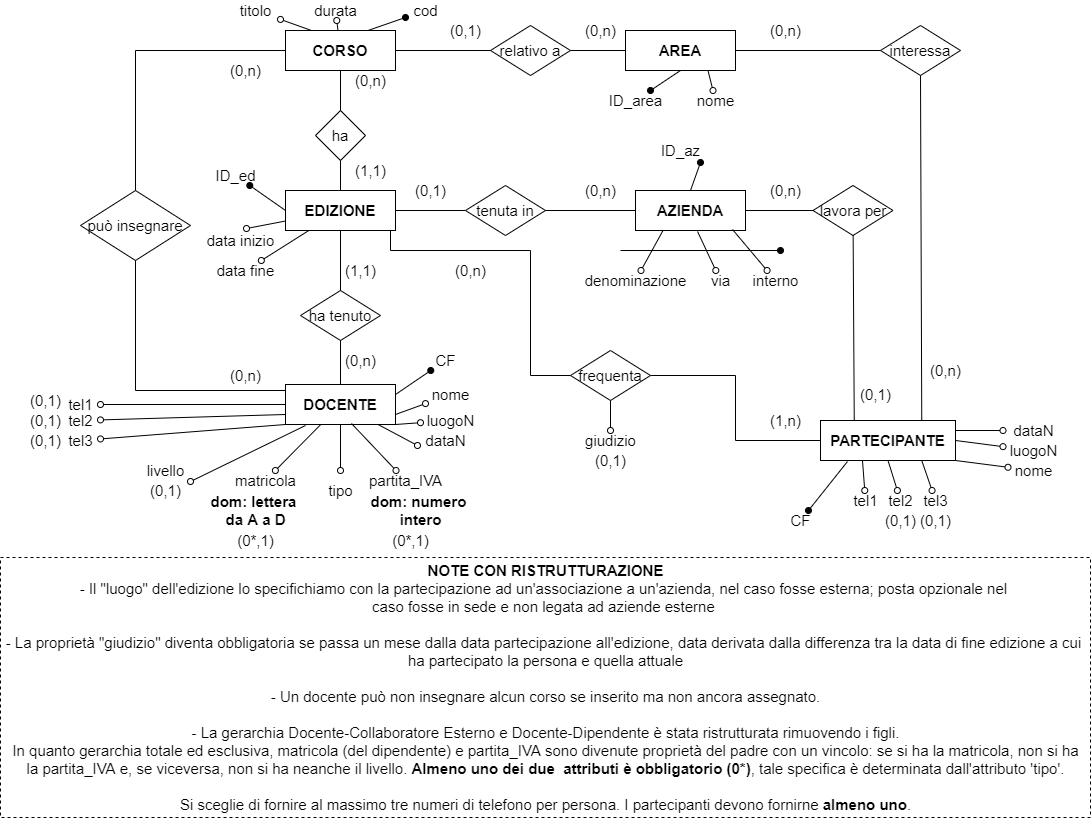 titolo durata cod
CORSO
(0,1) relativo a (0,n)
AREA
(0,n) interessa
(0,n) (0,n)
ID_area nome
ha
(1,1)
ID_az
ID_ed
può insegnare
EDIZIONE
(0,1) tenuta in (0,n)
AZIENDA
(0,n) lavora per
data inizio
data fine
(1,1) (0,n)
denominazione via interno
ha tenuto
(0,n) (0,n)
CF
(0,n)
frequenta
DOCENTE
nome
(0,1)
(0,1) tel1
(0,1) tel2
(0,1) tel3
luogoN
dataN
giudizio
(0,1)
(1,n)
PARTECIPANTE
dataN
luogoN
nome
livello
(0,1)
matricola
dom: lettera
da A a D
(0*,1)
tipo
partita_IVA
dom: numero
intero
(0*,1)
CF
tel1 tel2 tel3
(0,1) (0,1)
NOTE CON RISTRUTTURAZIONE
- Il "luogo" dell'edizione lo specifichiamo con la partecipazione ad un'associazione a un'azienda, nel caso fosse esterna; posta opzionale nel
caso fosse in sede e non legata ad aziende esterne
- La proprietà "giudizio" diventa obbligatoria se passa un mese dalla data partecipazione all'edizione, data derivata dalla differenza tra la data di fine edizione a cui
ha partecipato la persona e quella attuale
- Un docente può non insegnare alcun corso se inserito ma non ancora assegnato.
- La gerarchia Docente-Collaboratore Esterno e Docente-Dipendente è stata ristrutturata rimuovendo i figli.
In quanto gerarchia totale ed esclusiva, matricola (del dipendente) e partita_IVA sono divenute proprietà del padre con un vincolo: se si ha la matricola, non si ha
la partita_IVA e, se viceversa, non si ha neanche il livello. Almeno uno dei due attributi è obbligatorio (0*), tale specifica è determinata dall'attributo 'tipo'.
Si sceglie di fornire al massimo tre numeri di telefono per persona. I partecipanti devono fornirne almeno uno.